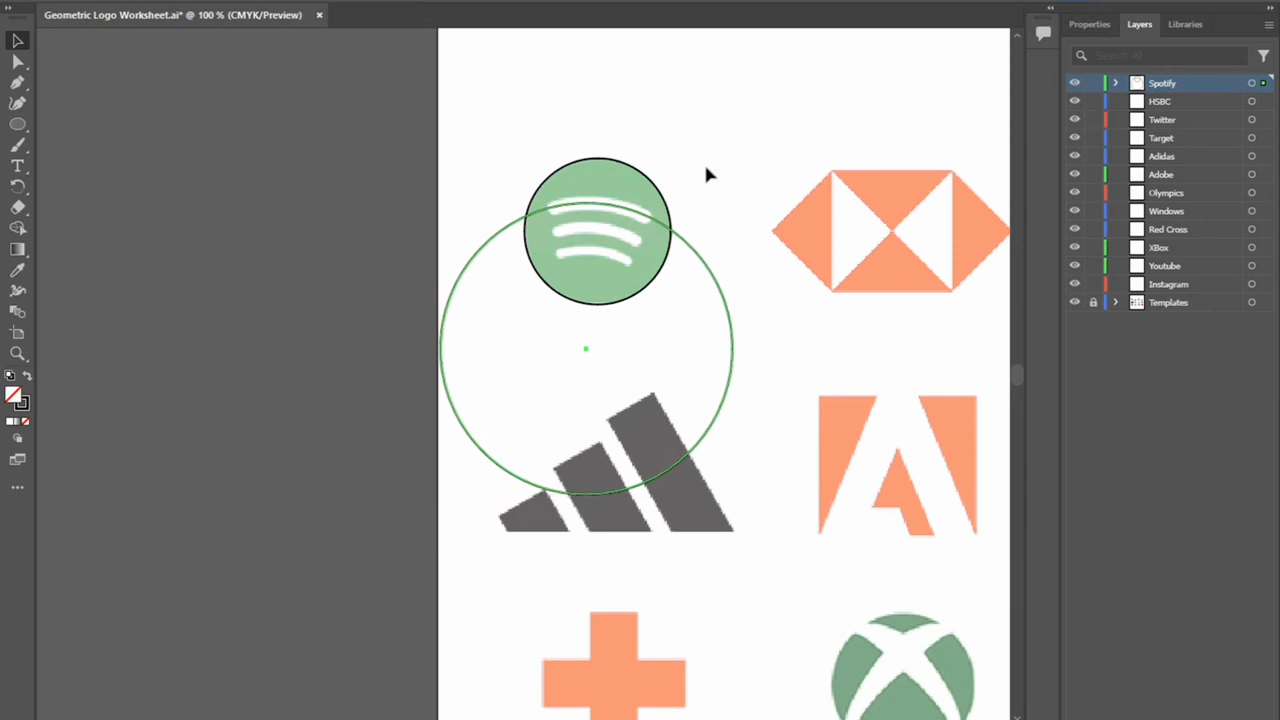 Geometric Logo Worksheet.ai* @ 100 % (CMYK/Preview)
Properties
Layers
Libraries
Search All
Spotify
HSBC
Twitter
Target
Adidas
Adobe
Olympics
Windows
Red Cross
XBox
Youtube
Instagram
Templates